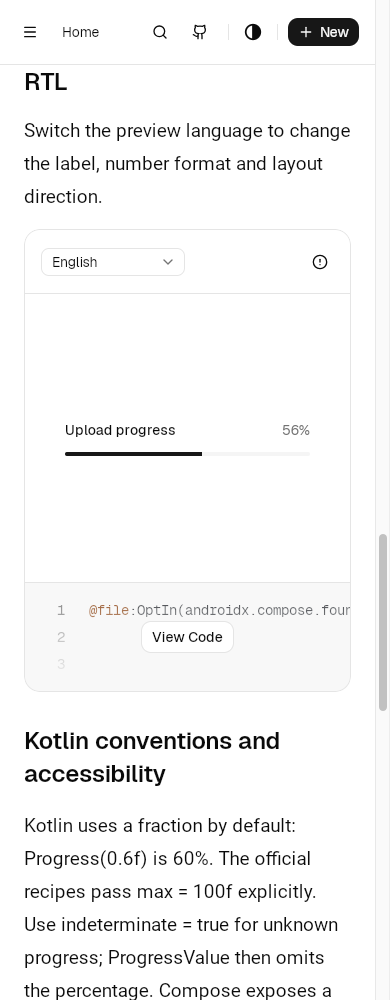 Home
New
RTL
Switch the preview language to change
the label, number format and layout
direction.
English
Upload progress 56%
1 @file:OptIn(androidx.compose.four
2
View Code
3
Kotlin conventions and
accessibility
Kotlin uses a fraction by default:
Progress(0.6f) is 60%. The official
recipes pass max = 100f explicitly.
Use indeterminate = true for unknown
progress; ProgressValue then omits
the percentage. Compose exposes a